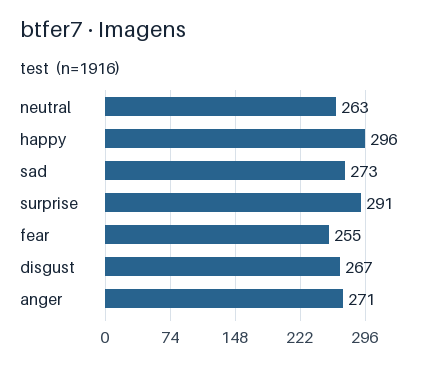 btfer7 · Imagens
test (n=1916)
neutral 263
happy 296
sad 273
surprise 291
fear 255
disgust 267
anger 271
0 74 148 222 296